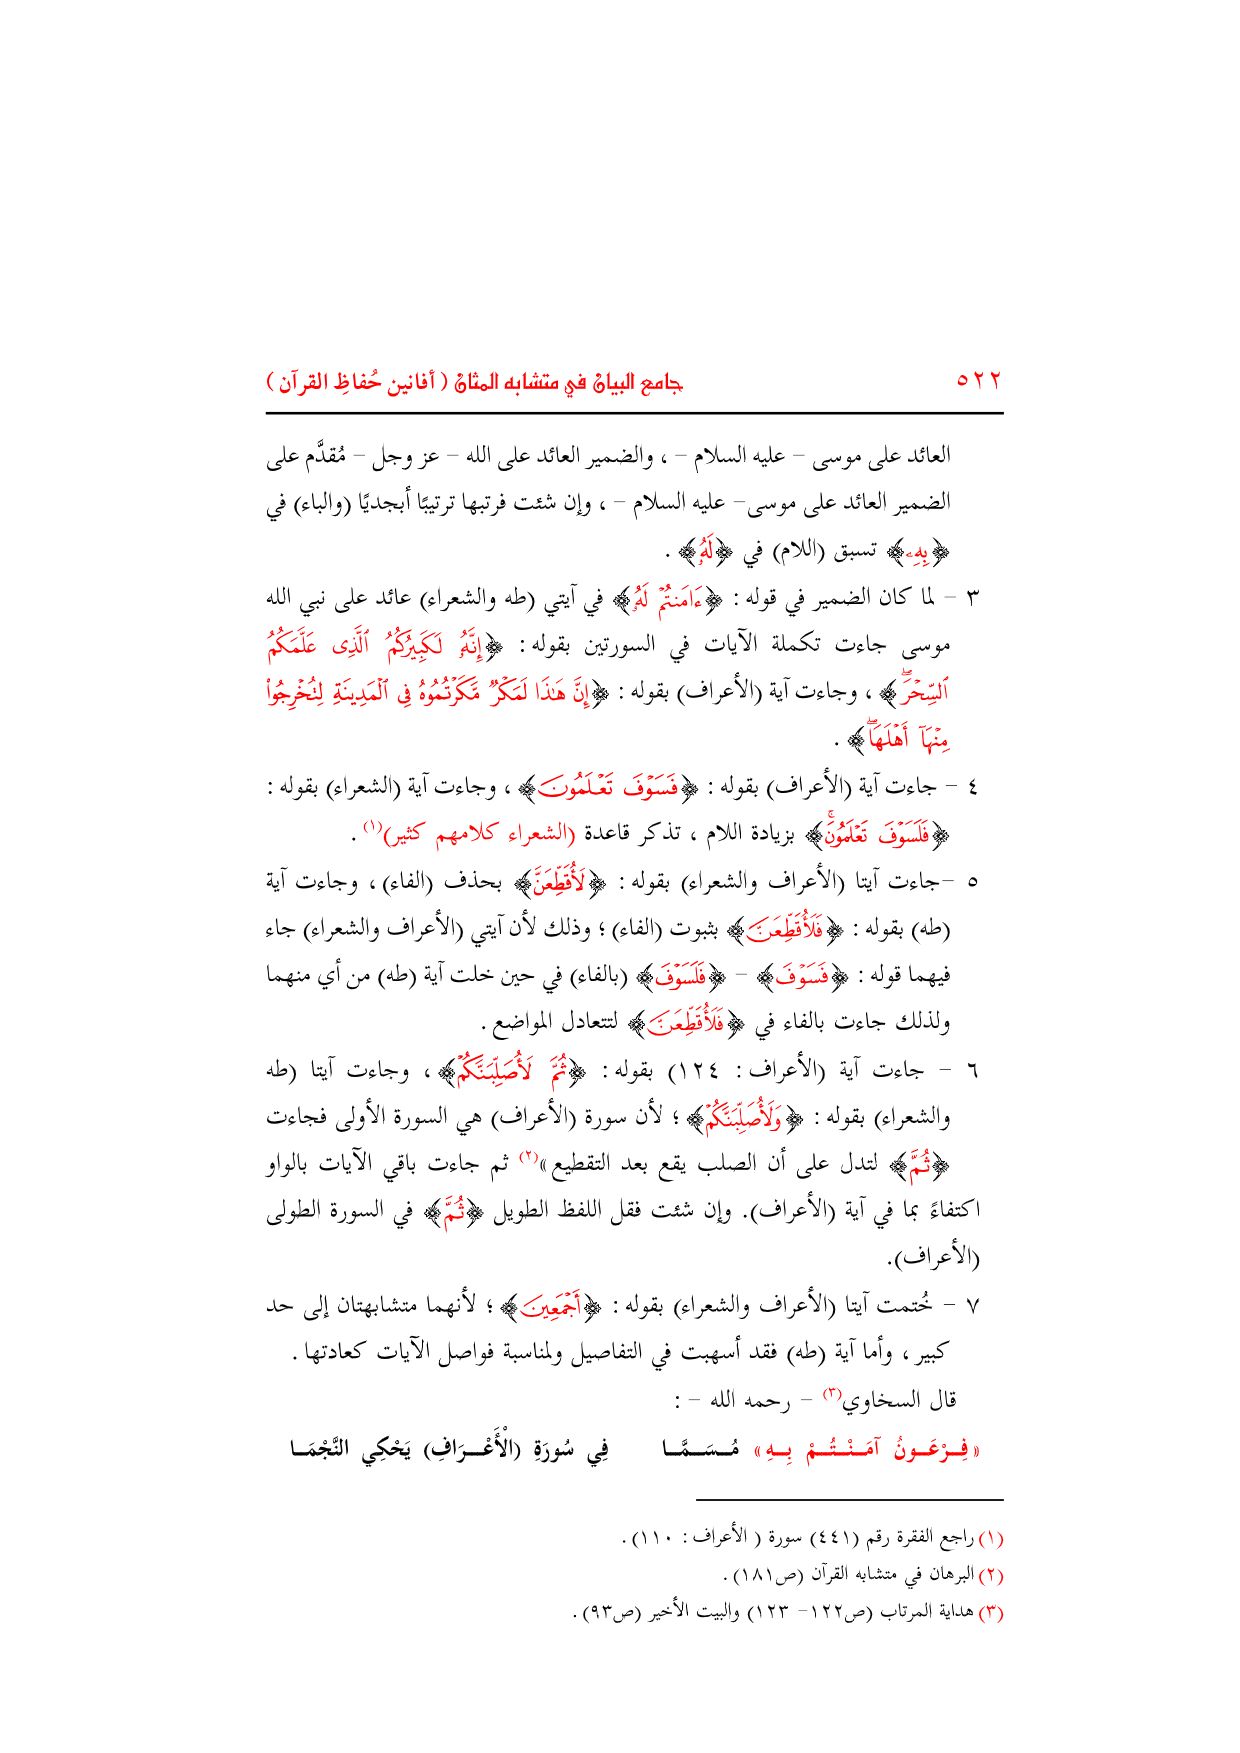 ٥٢٢ جامع البيان في متشابه المثان ( أفانين حُفاظِ القرآن )
العائد على موسى – عليه السلام – ، والضمير العائد على الله – عز وجل – مُقدَّم على
الضمير العائد على موسى– عليه السلام – ، وإن شئت فرتبها ترتيبًا أبجديًا (والباء) في
﴿بِهِۦ﴾ تسبق (اللام) في ﴿لَهُۥ﴾ .
٣ – لما كان الضمير في قوله : ﴿ءَامَنتُمْ لَهُۥ﴾ في آيتي (طه والشعراء) عائد على نبي الله
موسى جاءت تكملة الآيات في السورتين بقوله : ﴿إِنَّهُۥ لَكَبِيرُكُمُ ٱلَّذِى عَلَّمَكُمُ
ٱلسِّحْرَۖ﴾ ، وجاءت آية (الأعراف) بقوله : ﴿إِنَّ هَٰذَا لَمَكْرٌ مَّكَرْتُمُوهُ فِى ٱلْمَدِينَةِ لِتُخْرِجُوا۟
مِنْهَآ أَهْلَهَاۖ﴾ .
٤ – جاءت آية (الأعراف) بقوله : ﴿فَسَوْفَ تَعْلَمُونَ﴾ ، وجاءت آية (الشعراء) بقوله :
﴿فَلَسَوْفَ تَعْلَمُونَۚ﴾ بزيادة اللام ، تذكر قاعدة (الشعراء كلامهم كثير)(١) .
٥ –جاءت آيتا (الأعراف والشعراء) بقوله : ﴿لَأُقَطِّعَنَّ﴾ بحذف (الفاء) ، وجاءت آية
(طه) بقوله : ﴿فَلَأُقَطِّعَنَّ﴾ بثبوت (الفاء) ؛ وذلك لأن آيتي (الأعراف والشعراء) جاء
فيهما قوله : ﴿فَسَوْفَ﴾ – ﴿فَلَسَوْفَ﴾ (بالفاء) في حين خلت آية (طه) من أي منهما
ولذلك جاءت بالفاء في ﴿فَلَأُقَطِّعَنَّ﴾ لتتعادل المواضع .
٦ – جاءت آية (الأعراف : ١٢٤) بقوله : ﴿ثُمَّ لَأُصَلِّبَنَّكُمْ﴾ ، وجاءت آيتا (طه
والشعراء) بقوله : ﴿وَلَأُصَلِّبَنَّكُمْ﴾ ؛ لأن سورة (الأعراف) هي السورة الأولى فجاءت
﴿ثُمَّ﴾ لتدل على أن الصلب يقع بعد التقطيع»(٢) ثم جاءت باقي الآيات بالواو
اكتفاءً بما في آية (الأعراف). وإن شئت فقل اللفظ الطويل ﴿ثُمَّ﴾ في السورة الطولى
(الأعراف).
٧ – خُتمت آيتا (الأعراف والشعراء) بقوله : ﴿أَجْمَعِينَ﴾ ؛ لأنهما متشابهتان إلى حد
كبير ، وأما آية (طه) فقد أسهبت في التفاصيل ولمناسبة فواصل الآيات كعادتها .
قال السخاوي(٣) – رحمه الله – :
«فِرْعَونُ آمَنْتُمْ بِهِ» مُسَمَّا فِي سُورَةِ (الْأَعْرَافِ) يَحْكِي النَّجْمَا
(١) راجع الفقرة رقم (٤٤١) سورة ( الأعراف : ١١٠) .
(٢) البرهان في متشابه القرآن (ص١٨١) .
(٣) هداية المرتاب (ص١٢٢– ١٢٣) والبيت الأخير (ص٩٣) .